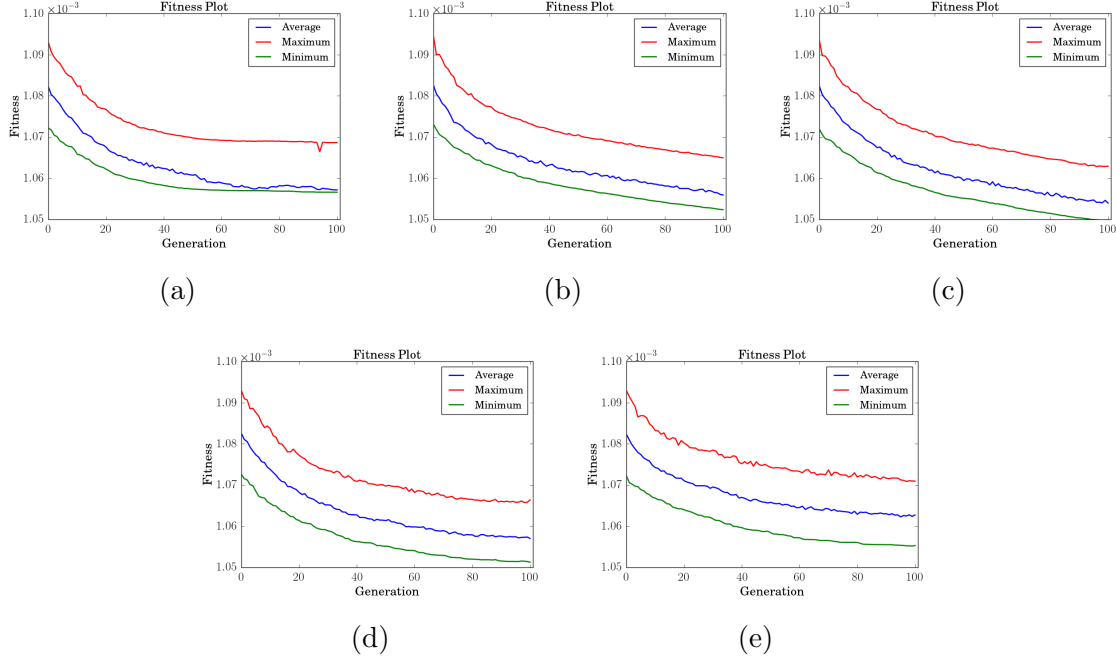 Fitness Plot
×10⁻³
1.10
1.09
1.08
1.07
1.06
1.05
Fitness
0 20 40 60 80 100
Generation
Average
Maximum
Minimum
(a)
Fitness Plot
×10⁻³
1.10
1.09
1.08
1.07
1.06
1.05
Fitness
0 20 40 60 80 100
Generation
Average
Maximum
Minimum
(b)
Fitness Plot
×10⁻³
1.10
1.09
1.08
1.07
1.06
1.05
Fitness
0 20 40 60 80 100
Generation
Average
Maximum
Minimum
(c)
Fitness Plot
×10⁻³
1.10
1.09
1.08
1.07
1.06
1.05
Fitness
0 20 40 60 80 100
Generation
Average
Maximum
Minimum
(d)
Fitness Plot
×10⁻³
1.10
1.09
1.08
1.07
1.06
1.05
Fitness
0 20 40 60 80 100
Generation
Average
Maximum
Minimum
(e)